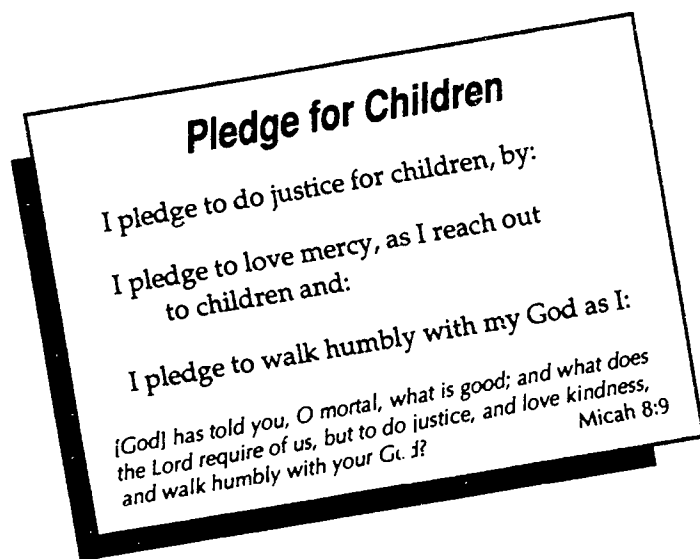 Pledge for Children
I pledge to do justice for children, by:
I pledge to love mercy, as I reach out
to children and:
I pledge to walk humbly with my God as I:
[God] has told you, O mortal, what is good; and what does
the Lord require of us, but to do justice, and love kindness,
and walk humbly with your God?
Micah 8:9